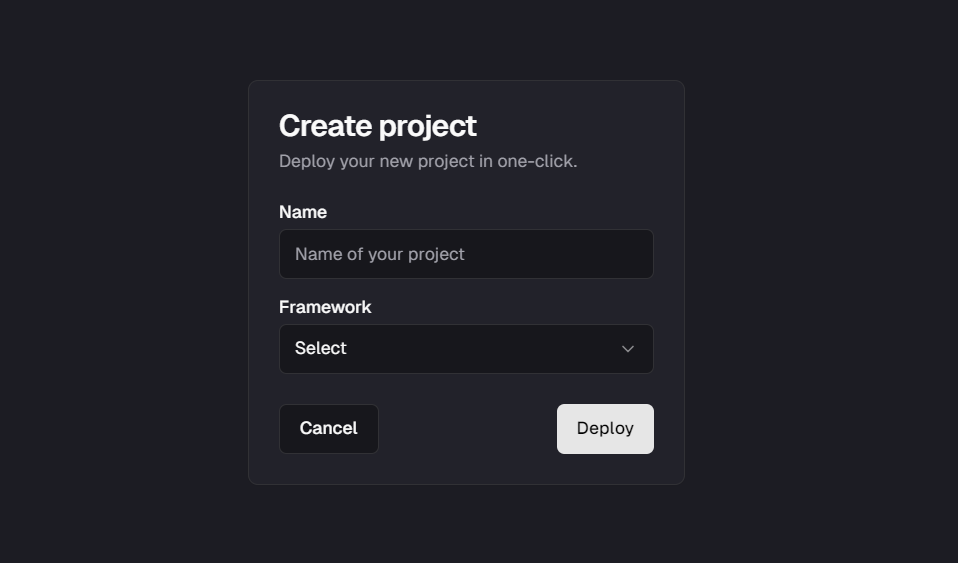 Create project
Deploy your new project in one-click.
Name
Name of your project
Framework
Select
Cancel
Deploy